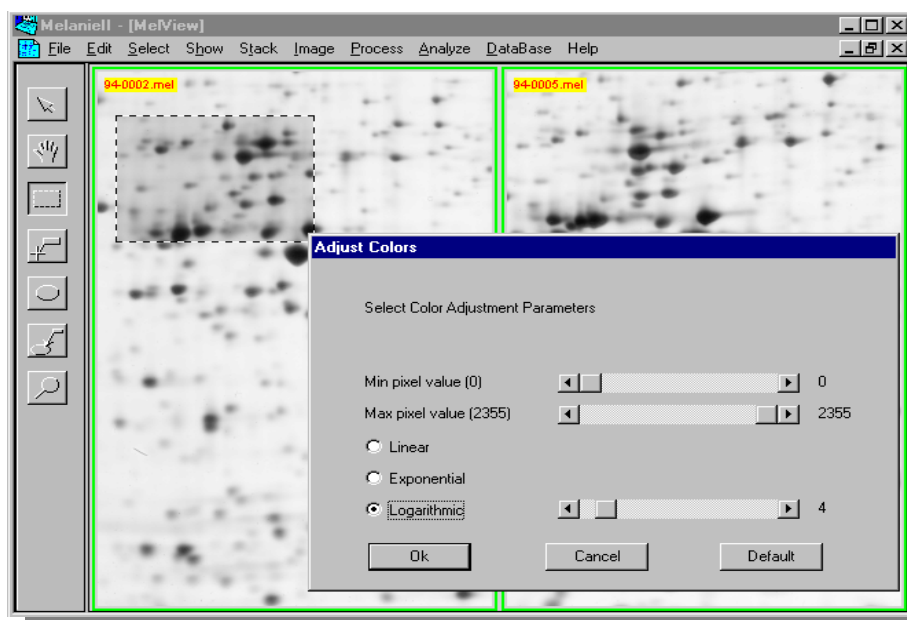 MelanieII - [MelView]
File Edit Select Show Stack Image Process Analyze DataBase Help
94-0002.mel
94-0005.mel
Adjust Colors
Select Color Adjustment Parameters
Min pixel value (0) 0
Max pixel value (2355) 2355
Linear
Exponential
Logarithmic 4
Ok Cancel Default